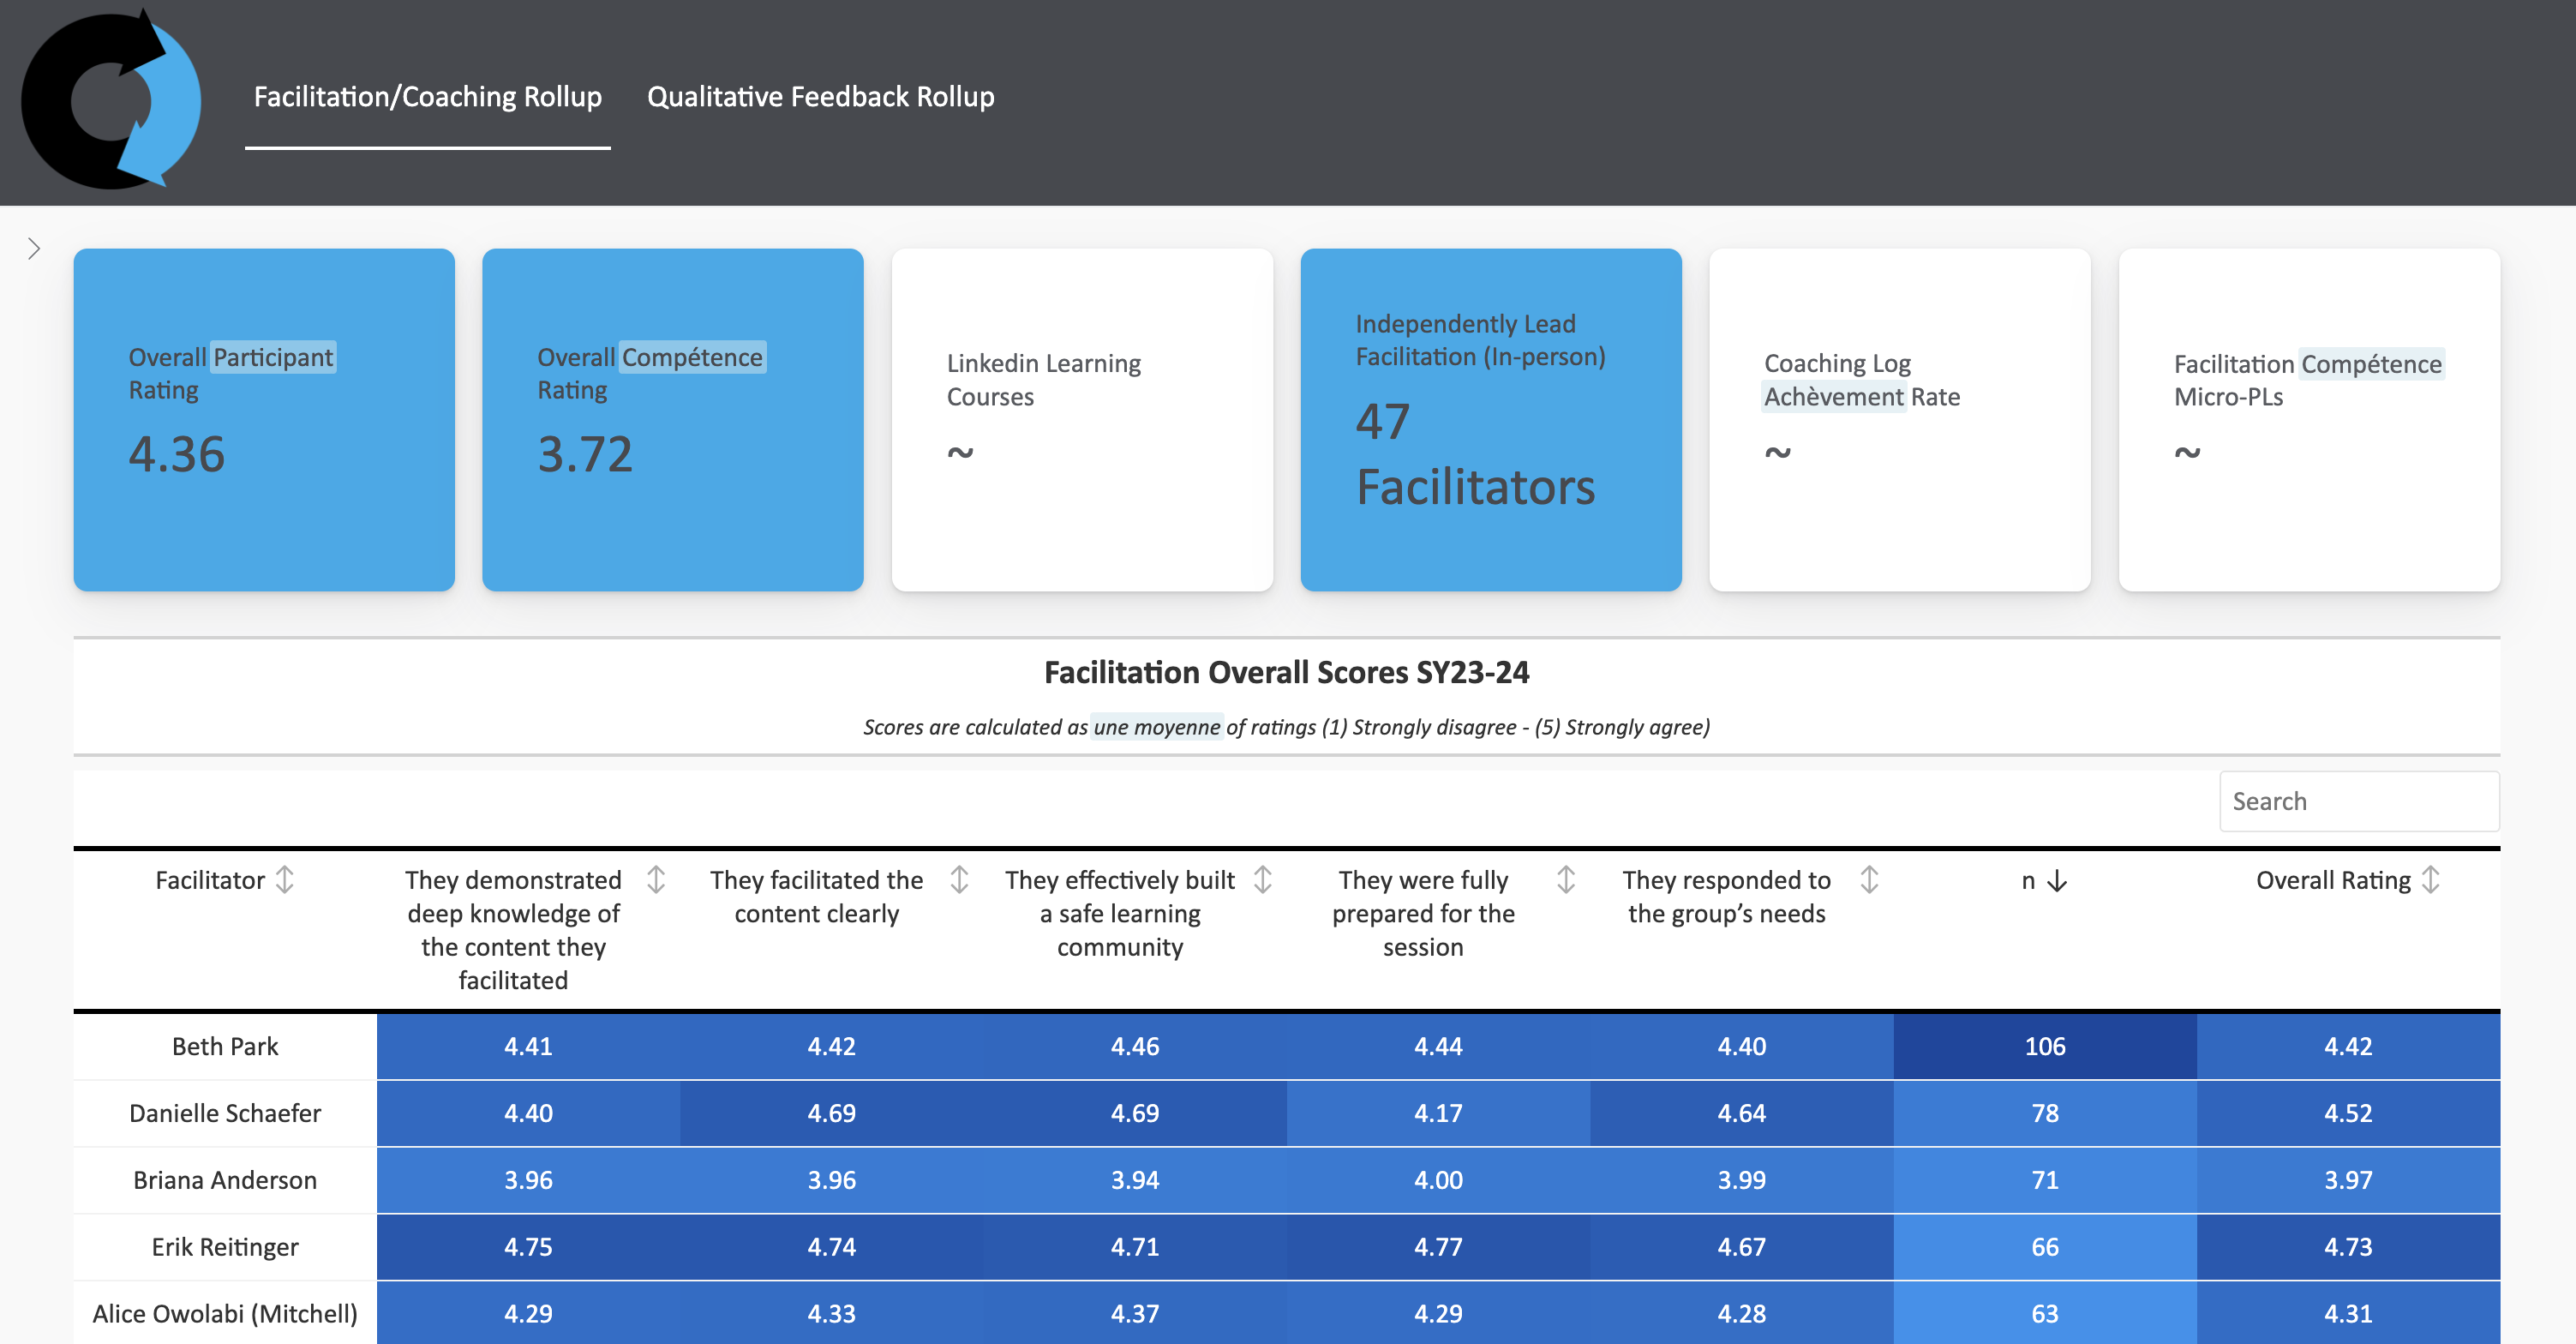 Facilitation/Coaching Rollup
Qualitative Feedback Rollup
Overall Participant
Rating
4.36
Overall Compétence
Rating
3.72
Linkedin Learning
Courses
~
Independently Lead
Facilitation (In-person)
47
Facilitators
Coaching Log
Achèvement Rate
~
Facilitation Compétence
Micro-PLs
~
Facilitation Overall Scores SY23-24
Scores are calculated as une moyenne of ratings (1) Strongly disagree - (5) Strongly agree)
Search
Facilitator
They demonstrated
deep knowledge of
the content they
facilitated
They facilitated the
content clearly
They effectively built
a safe learning
community
They were fully
prepared for the
session
They responded to
the group’s needs
n
Overall Rating
Beth Park 4.41 4.42 4.46 4.44 4.40 106 4.42
Danielle Schaefer 4.40 4.69 4.69 4.17 4.64 78 4.52
Briana Anderson 3.96 3.96 3.94 4.00 3.99 71 3.97
Erik Reitinger 4.75 4.74 4.71 4.77 4.67 66 4.73
Alice Owolabi (Mitchell) 4.29 4.33 4.37 4.29 4.28 63 4.31